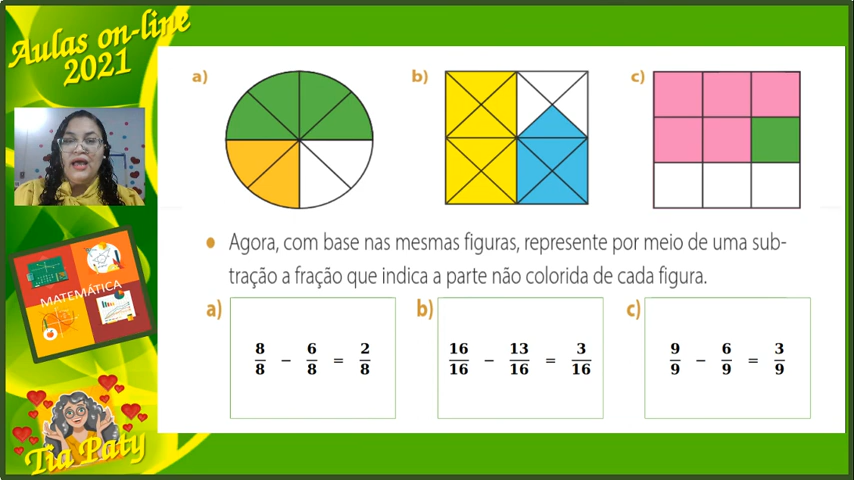 Aulas on-line
2021
a)
b)
c)
MATEMÁTICA
Tia Paty
• Agora, com base nas mesmas figuras, represente por meio de uma sub-
tração a fração que indica a parte não colorida de cada figura.
a)
8/8 − 6/8 = 2/8
b)
16/16 − 13/16 = 3/16
c)
9/9 − 6/9 = 3/9